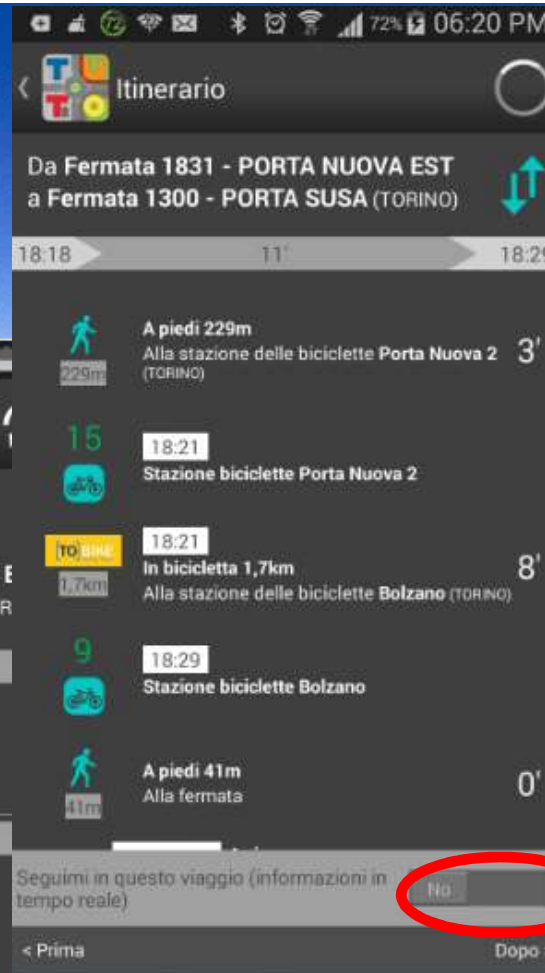 72% 06:20 PM
TUTTO
Itinerario
Da Fermata 1831 - PORTA NUOVA EST
a Fermata 1300 - PORTA SUSA (TORINO)
18:18 11' 18:29
A piedi 229m
Alla stazione delle biciclette Porta Nuova 2 3'
(TORINO)
229m
15
18:21
Stazione biciclette Porta Nuova 2
[TO]BIKE
18:21
In bicicletta 1,7km 8'
1,7km
Alla stazione delle biciclette Bolzano (TORINO)
9
18:29
Stazione biciclette Bolzano
A piedi 41m
Alla fermata 0'
41m
Seguimi in questo viaggio (informazioni in
tempo reale)
No
< Prima Dopo